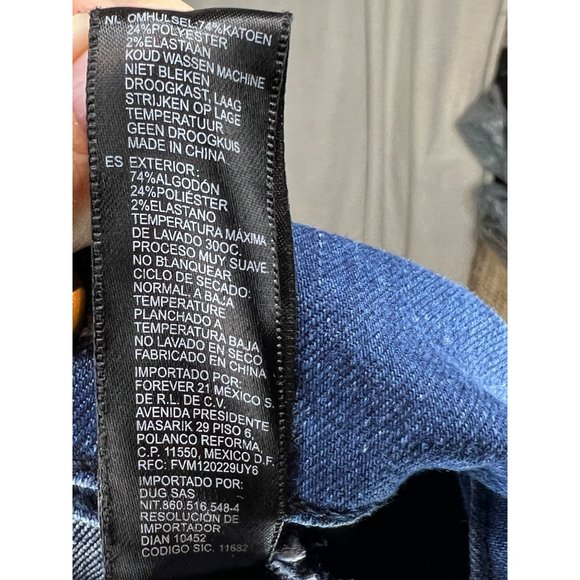 NL OMHULSEL:74%KATOEN
24%POLYESTER
2%ELASTAAN
KOUD WASSEN MACHINE
NIET BLEKEN
DROOGKAST, LAAG
STRIJKEN OP LAGE
TEMPERATUUR
GEEN DROOGKUIS
MADE IN CHINA
ES EXTERIOR:
74%ALGODÓN
24%POLIÉSTER
2%ELASTANO
TEMPERATURA MÁXIMA
DE LAVADO 30OC,
PROCESO MUY SUAVE.
NO BLANQUEAR
CICLO DE SECADO:
NORMAL, A BAJA
TEMPERATURE
PLANCHADO A
TEMPERATURA BAJA
NO LAVADO EN SECO
FABRICADO EN CHINA
IMPORTADO POR:
FOREVER 21 MÉXICO S.
DE R.L. DE C.V.
AVENIDA PRESIDENTE
MASARIK 29 PISO 6,
POLANCO REFORMA,
C.P. 11550, MEXICO D.F.
RFC: FVM120229UY6
IMPORTADO POR:
DUG SAS
NIT.860.516,548-4
RESOLUCIÓN DE
IMPORTADOR
DIAN 10452
CODIGO SIC.